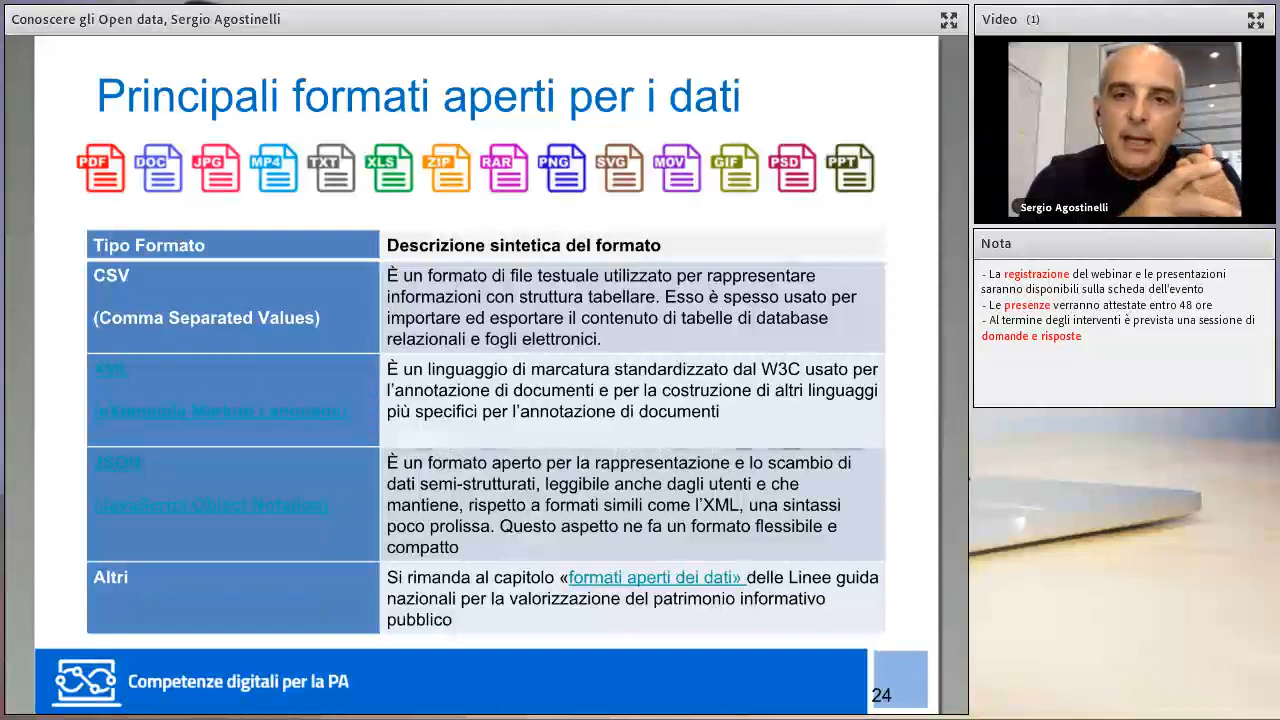 Conoscere gli Open data, Sergio Agostinelli
Principali formati aperti per i dati
PDF DOC JPG MP4 TXT XLS ZIP RAR PNG SVG MOV GIF PSD PPT
Tipo Formato
Descrizione sintetica del formato
CSV
(Comma Separated Values)
È un formato di file testuale utilizzato per rappresentare
informazioni con struttura tabellare. Esso è spesso usato per
importare ed esportare il contenuto di tabelle di database
relazionali e fogli elettronici.
XML
È un linguaggio di marcatura standardizzato dal W3C usato per
l’annotazione di documenti e per la costruzione di altri linguaggi
più specifici per l’annotazione di documenti
JSON
(JavaScript Object Notation)
È un formato aperto per la rappresentazione e lo scambio di
dati semi-strutturati, leggibile anche dagli utenti e che
mantiene, rispetto a formati simili come l’XML, una sintassi
poco prolissa. Questo aspetto ne fa un formato flessibile e
compatto
Altri
Si rimanda al capitolo «formati aperti dei dati» delle Linee guida
nazionali per la valorizzazione del patrimonio informativo
pubblico
Competenze digitali per la PA
24
Video (1)
Sergio Agostinelli
Nota
- La registrazione del webinar e le presentazioni
saranno disponibili sulla scheda dell'evento
- Le presenze verranno attestate entro 48 ore
- Al termine degli interventi è prevista una sessione di
domande e risposte